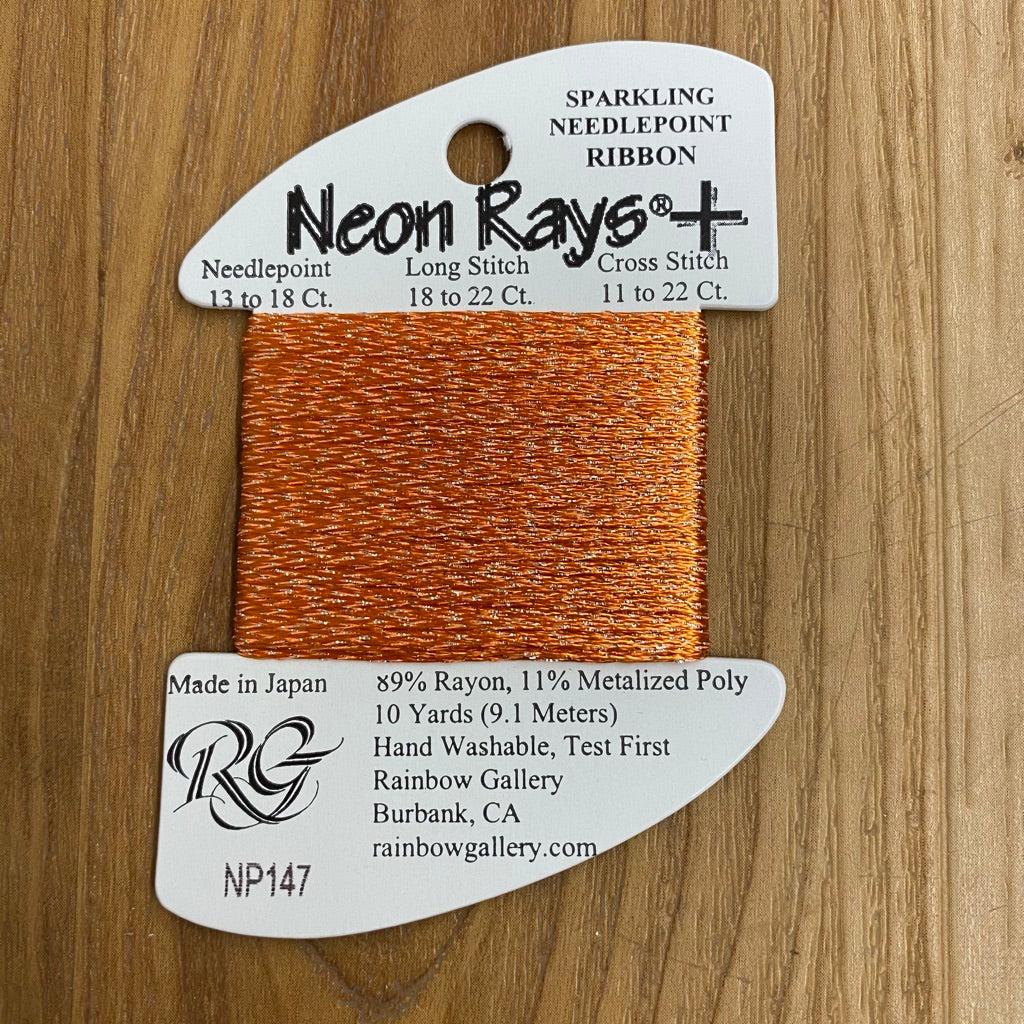 SPARKLING
NEEDLEPOINT
RIBBON
Neon Rays®+
Needlepoint Long Stitch Cross Stitch
13 to 18 Ct. 18 to 22 Ct. 11 to 22 Ct.
Made in Japan
89% Rayon, 11% Metalized Poly
10 Yards (9.1 Meters)
Hand Washable, Test First
Rainbow Gallery
Burbank, CA
rainbowgallery.com
RG
NP147